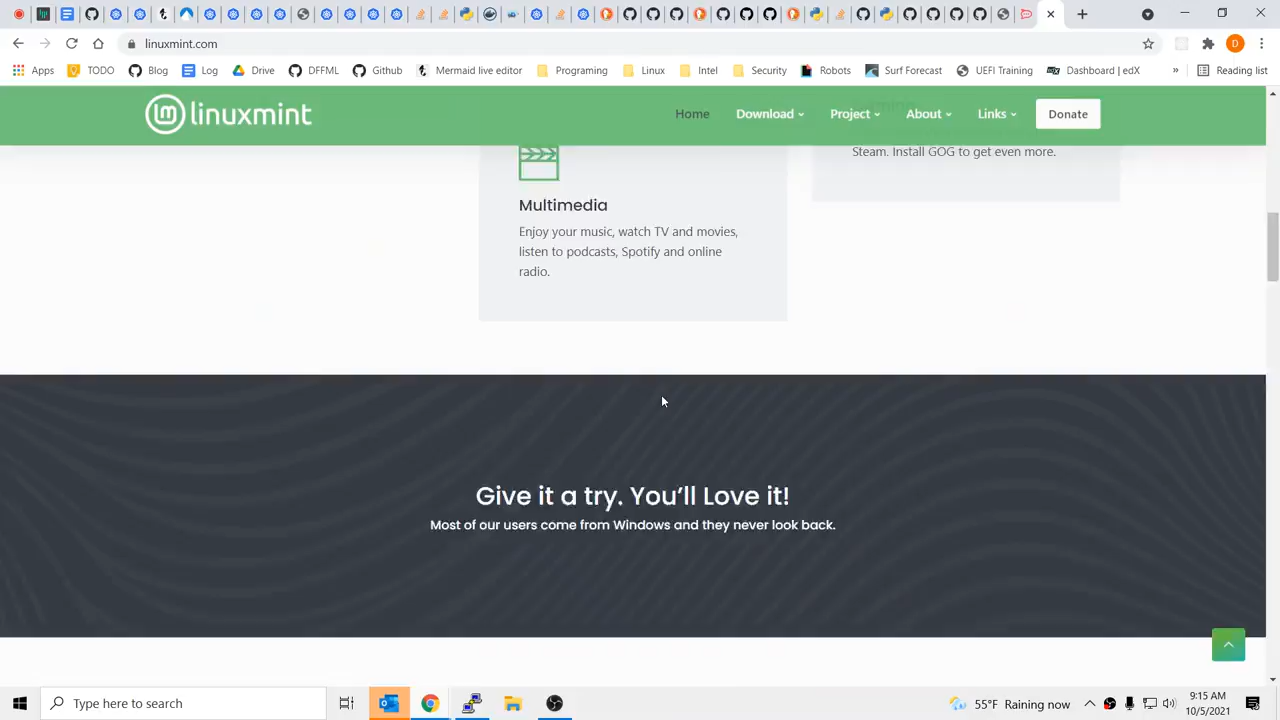 linuxmint.com
Apps TODO Blog Log Drive DFFML Github Mermaid live editor Programing Linux Intel Security Robots Surf Forecast UEFI Training Dashboard | edX » Reading list
linuxmint Home Download Project About Links Donate
Steam. Install GOG to get even more.
Multimedia
Enjoy your music, watch TV and movies,
listen to podcasts, Spotify and online
radio.
Give it a try. You’ll Love it!
Most of our users come from Windows and they never look back.
Type here to search
55°F Raining now
9:15 AM
10/5/2021